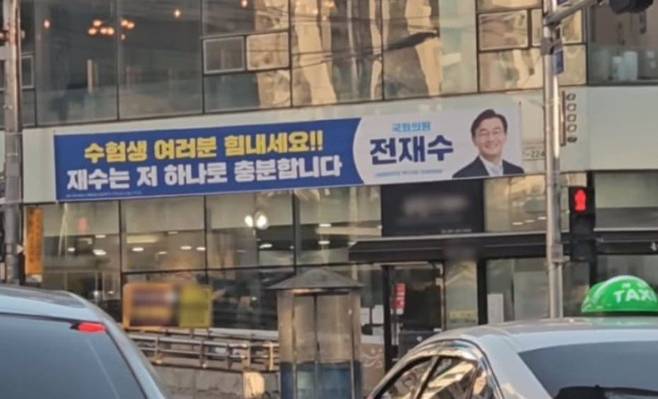 수험생 여러분 힘내세요!!
재수는 저 하나로 충분합니다
국회의원
전재수
TAXI